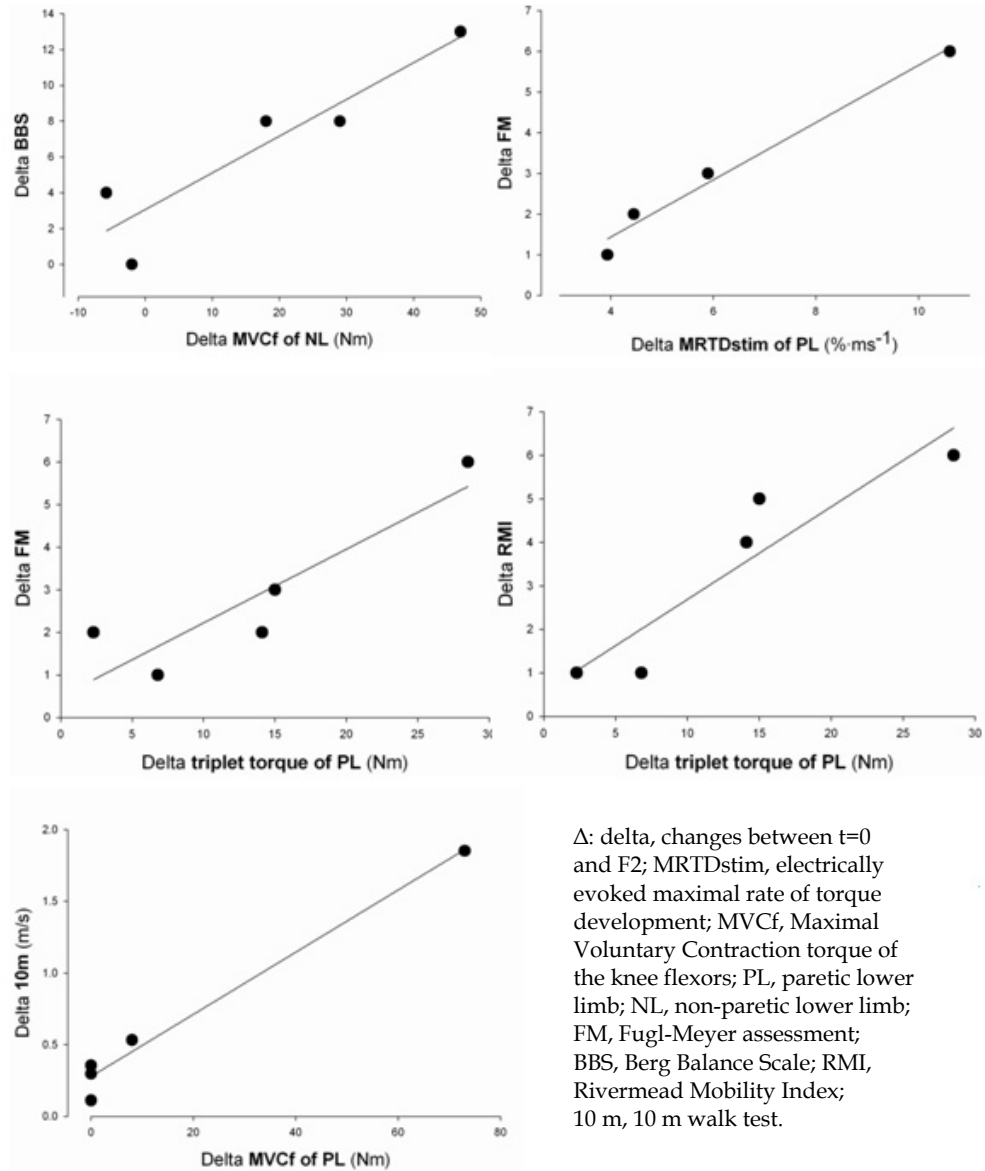 14
12
10
8
6
4
2
0
Delta BBS
-10 0 10 20 30 40 50
Delta MVCf of NL (Nm)
7
6
5
4
3
2
1
0
Delta FM
4 6 8 10
Delta MRTDstim of PL (%·ms⁻¹)
7
6
5
4
3
2
1
0
Delta FM
0 5 10 15 20 25 30
Delta triplet torque of PL (Nm)
7
6
5
4
3
2
1
0
Delta RMI
0 5 10 15 20 25 30
Delta triplet torque of PL (Nm)
2.0
1.5
1.0
0.5
0.0
Delta 10m (m/s)
0 20 40 60 80
Delta MVCf of PL (Nm)
Δ: delta, changes between t=0
and F2; MRTDstim, electrically
evoked maximal rate of torque
development; MVCf, Maximal
Voluntary Contraction torque of
the knee flexors; PL, paretic lower
limb; NL, non-paretic lower limb;
FM, Fugl-Meyer assessment;
BBS, Berg Balance Scale; RMI,
Rivermead Mobility Index;
10 m, 10 m walk test.